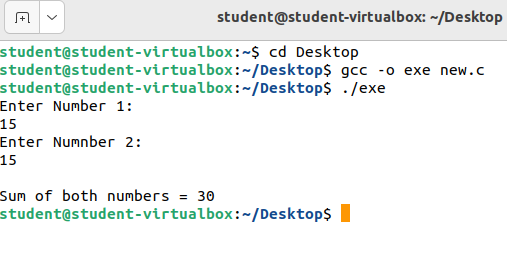 student@student-virtualbox: ~/Desktop
student@student-virtualbox:~$ cd Desktop
student@student-virtualbox:~/Desktop$ gcc -o exe new.c
student@student-virtualbox:~/Desktop$ ./exe
Enter Number 1:
15
Enter Numnber 2:
15
Sum of both numbers = 30
student@student-virtualbox:~/Desktop$